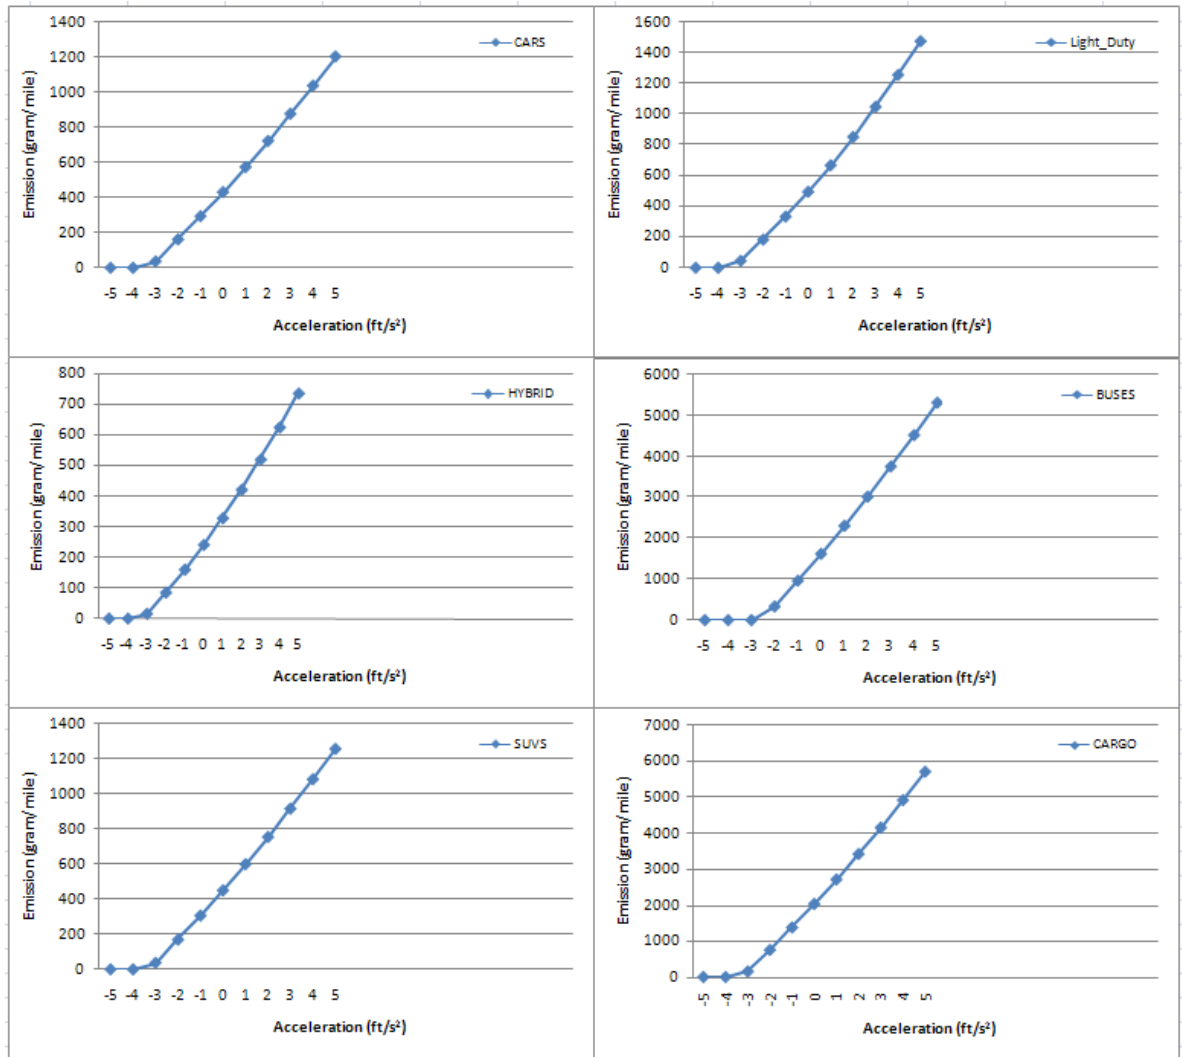 1400
CARS
1200
1000
800
600
400
200
0
Emission (gram/mile)
-5 -4 -3 -2 -1 0 1 2 3 4 5
Acceleration (ft/s²)
1600
Light_Duty
1400
1200
1000
800
600
400
200
0
Emission (gram/mile)
-5 -4 -3 -2 -1 0 1 2 3 4 5
Acceleration (ft/s²)
800
HYBRID
700
600
500
400
300
200
100
0
Emission (gram/mile)
-5 -4 -3 -2 -1 0 1 2 3 4 5
Acceleration (ft/s²)
6000
BUSES
5000
4000
3000
2000
1000
0
Emission (gram/mile)
-5 -4 -3 -2 -1 0 1 2 3 4 5
Acceleration (ft/s²)
1400
SUVS
1200
1000
800
600
400
200
0
Emission (gram/mile)
-5 -4 -3 -2 -1 0 1 2 3 4 5
Acceleration (ft/s²)
7000
CARGO
6000
5000
4000
3000
2000
1000
0
Emission (gram/mile)
-5 -4 -3 -2 -1 0 1 2 3 4 5
Acceleration (ft/s²)